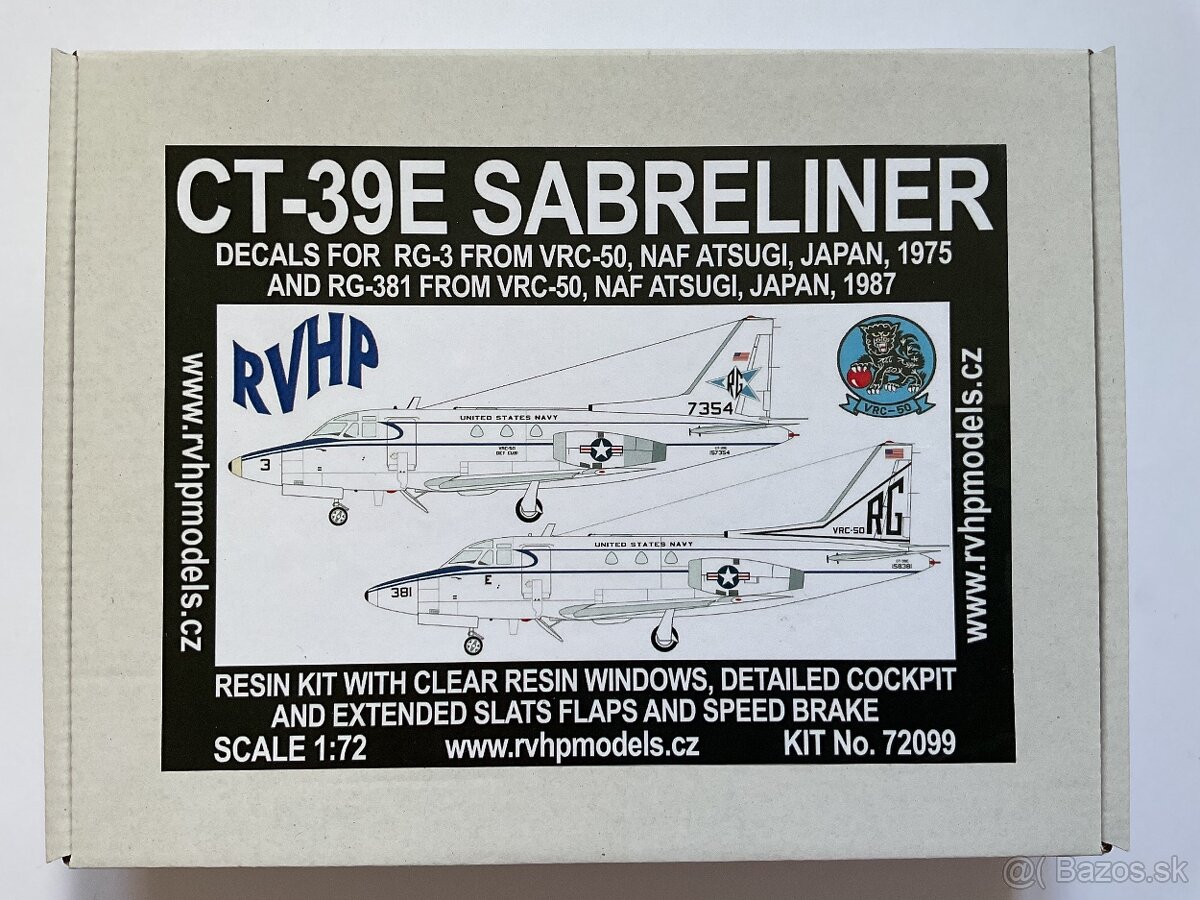 CT-39E SABRELINER
DECALS FOR RG-3 FROM VRC-50, NAF ATSUGI, JAPAN, 1975
AND RG-381 FROM VRC-50, NAF ATSUGI, JAPAN, 1987
www.rvhpmodels.cz
RVHP
RG
7354
UNITED STATES NAVY
3
157354
VRC-50
www.rvhpmodels.cz
RG
VRC-50
UNITED STATES NAVY
E
381
158381
RESIN KIT WITH CLEAR RESIN WINDOWS, DETAILED COCKPIT
AND EXTENDED SLATS FLAPS AND SPEED BRAKE
SCALE 1:72
www.rvhpmodels.cz
KIT No. 72099
@( Bazos.sk